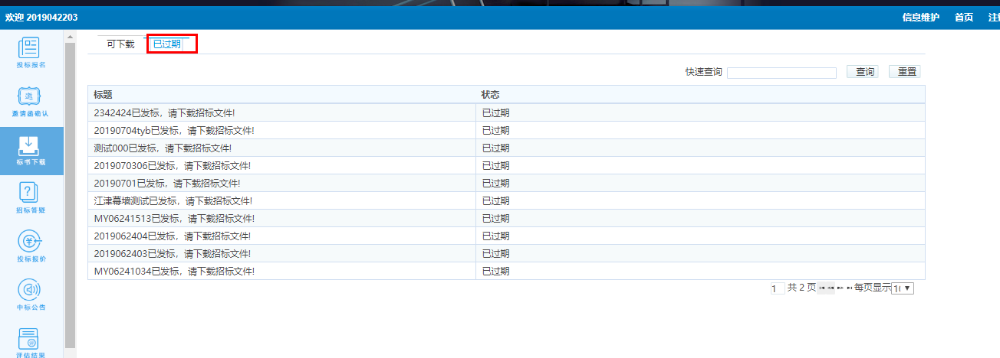 欢迎 2019042203
信息维护 首页
投标报名
邀
邀请函确认
标书下载
?
招标答疑
¥
投标报价
中标公告
评估结果
可下载 已过期
快速查询 查询 重置
标题 状态
2342424已发标，请下载招标文件! 已过期
20190704tyb已发标，请下载招标文件! 已过期
测试000已发标，请下载招标文件! 已过期
2019070306已发标，请下载招标文件! 已过期
20190701已发标，请下载招标文件! 已过期
江津幕墙测试已发标，请下载招标文件! 已过期
MY06241513已发标，请下载招标文件! 已过期
2019062404已发标，请下载招标文件! 已过期
2019062403已发标，请下载招标文件! 已过期
MY06241034已发标，请下载招标文件! 已过期
1 共 2 页 每页显示